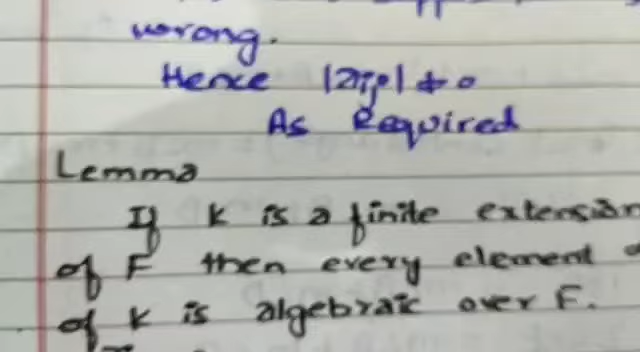 wrong.
Hence |aij| ≠ 0
As Required
Lemma
If K is a finite extension
of F then every element
of K is algebraic over F.